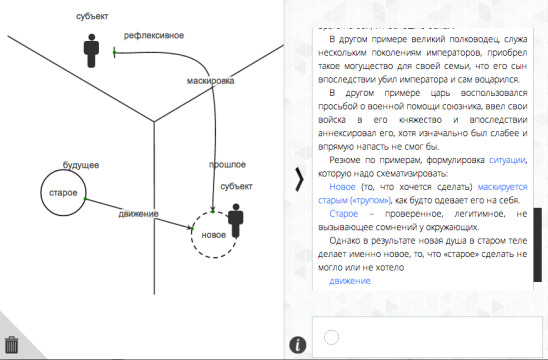 субъект
рефлексивное
маскировка
будущее
прошлое
субъект
старое
движение
новое
В другом примере великий полководец, служа
нескольким поколениям императоров, приобрел
такое могущество для своей семьи, что его сын
впоследствии убил императора и сам воцарился.
В другом примере царь воспользовался
просьбой о военной помощи союзника, ввел свои
войска в его княжество и впоследствии
аннексировал его, хотя изначально был слабее и
впрямую напасть не смог бы.
Резюме по примерам, формулировка ситуации,
которую надо схематизировать:
Новое (то, что хочется сделать) маскируется
старым («трупом»), как будто одевает его на себя.
Старое – проверенное, легитимное, не
вызывающее сомнений у окружающих.
Однако в результате новая душа в старом теле
делает именно новое, то, что «старое» сделать не
могло или не хотело
движение